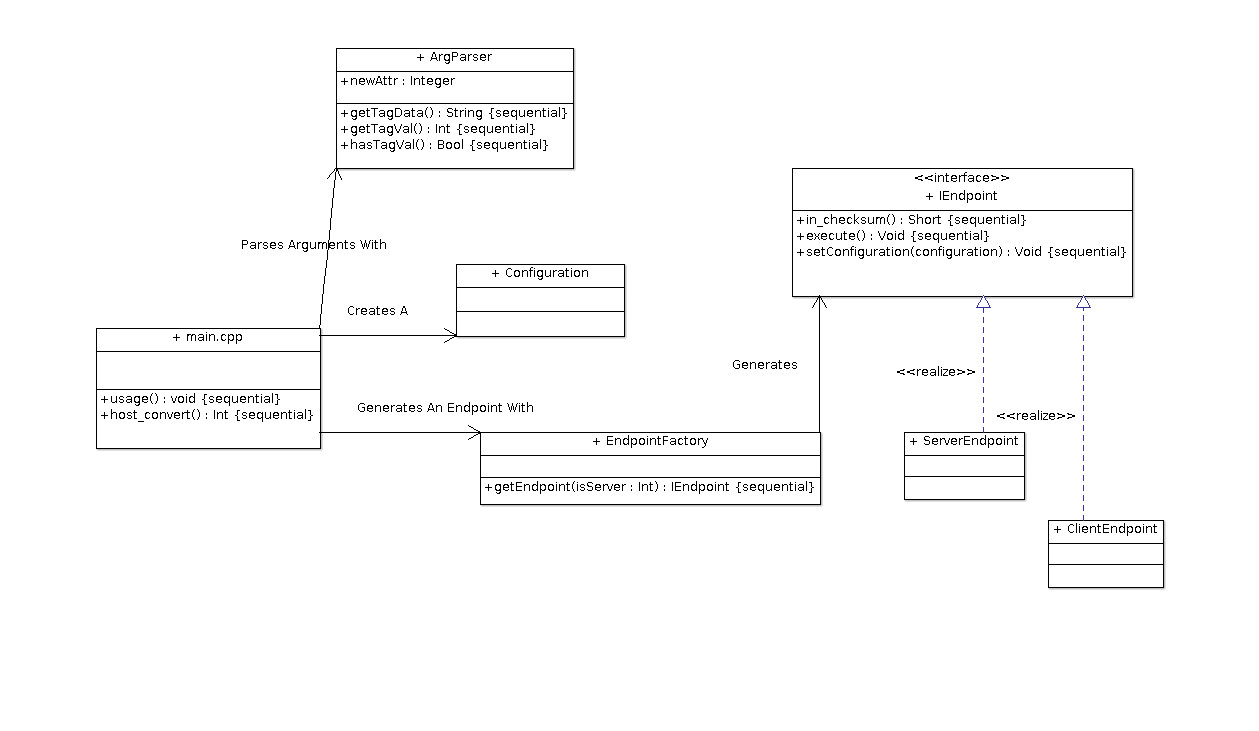 + ArgParser
+newAttr : Integer
+getTagData() : String {sequential}
+getTagVal() : Int {sequential}
+hasTagVal() : Bool {sequential}
<<interface>>
+ IEndpoint
+in_checksum() : Short {sequential}
+execute() : Void {sequential}
+setConfiguration(configuration) : Void {sequential}
Parses Arguments With
+ Configuration
Creates A
+ main.cpp
+usage() : void {sequential}
+host_convert() : Int {sequential}
Generates
<<realize>>
Generates An Endpoint With
<<realize>>
+ EndpointFactory
+getEndpoint(isServer : Int) : IEndpoint {sequential}
+ ServerEndpoint
+ ClientEndpoint